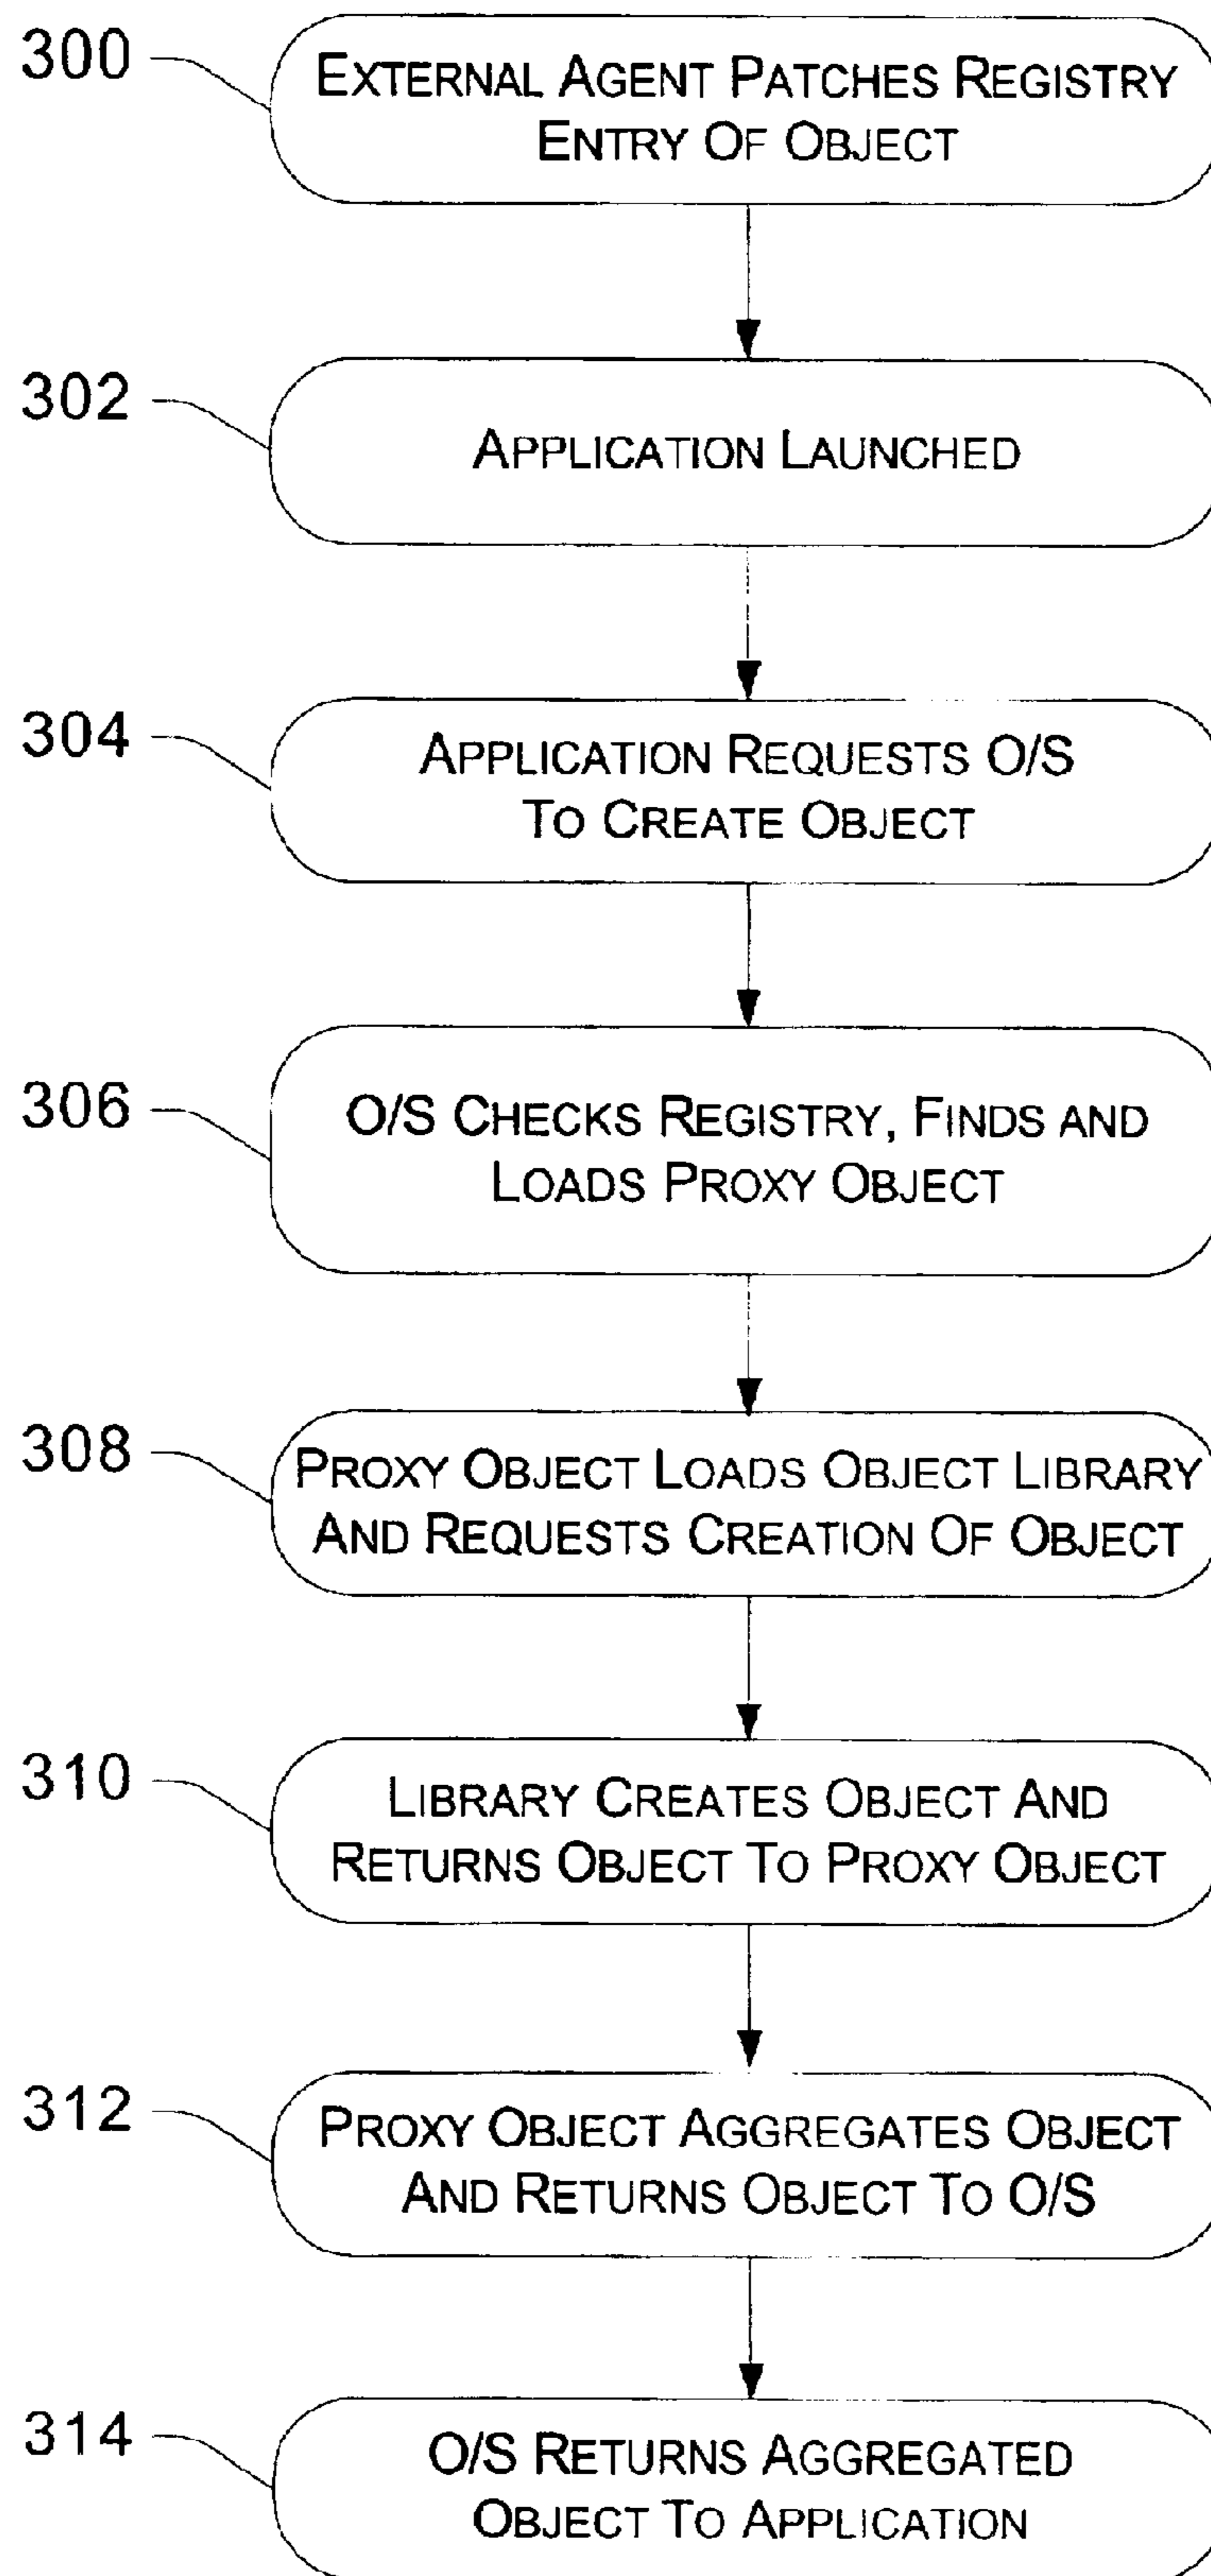 300
EXTERNAL AGENT PATCHES REGISTRY
ENTRY OF OBJECT
302
APPLICATION LAUNCHED
304
APPLICATION REQUESTS O/S
TO CREATE OBJECT
306
O/S CHECKS REGISTRY, FINDS AND
LOADS PROXY OBJECT
308
PROXY OBJECT LOADS OBJECT LIBRARY
AND REQUESTS CREATION OF OBJECT
310
LIBRARY CREATES OBJECT AND
RETURNS OBJECT TO PROXY OBJECT
312
PROXY OBJECT AGGREGATES OBJECT
AND RETURNS OBJECT TO O/S
314
O/S RETURNS AGGREGATED
OBJECT TO APPLICATION